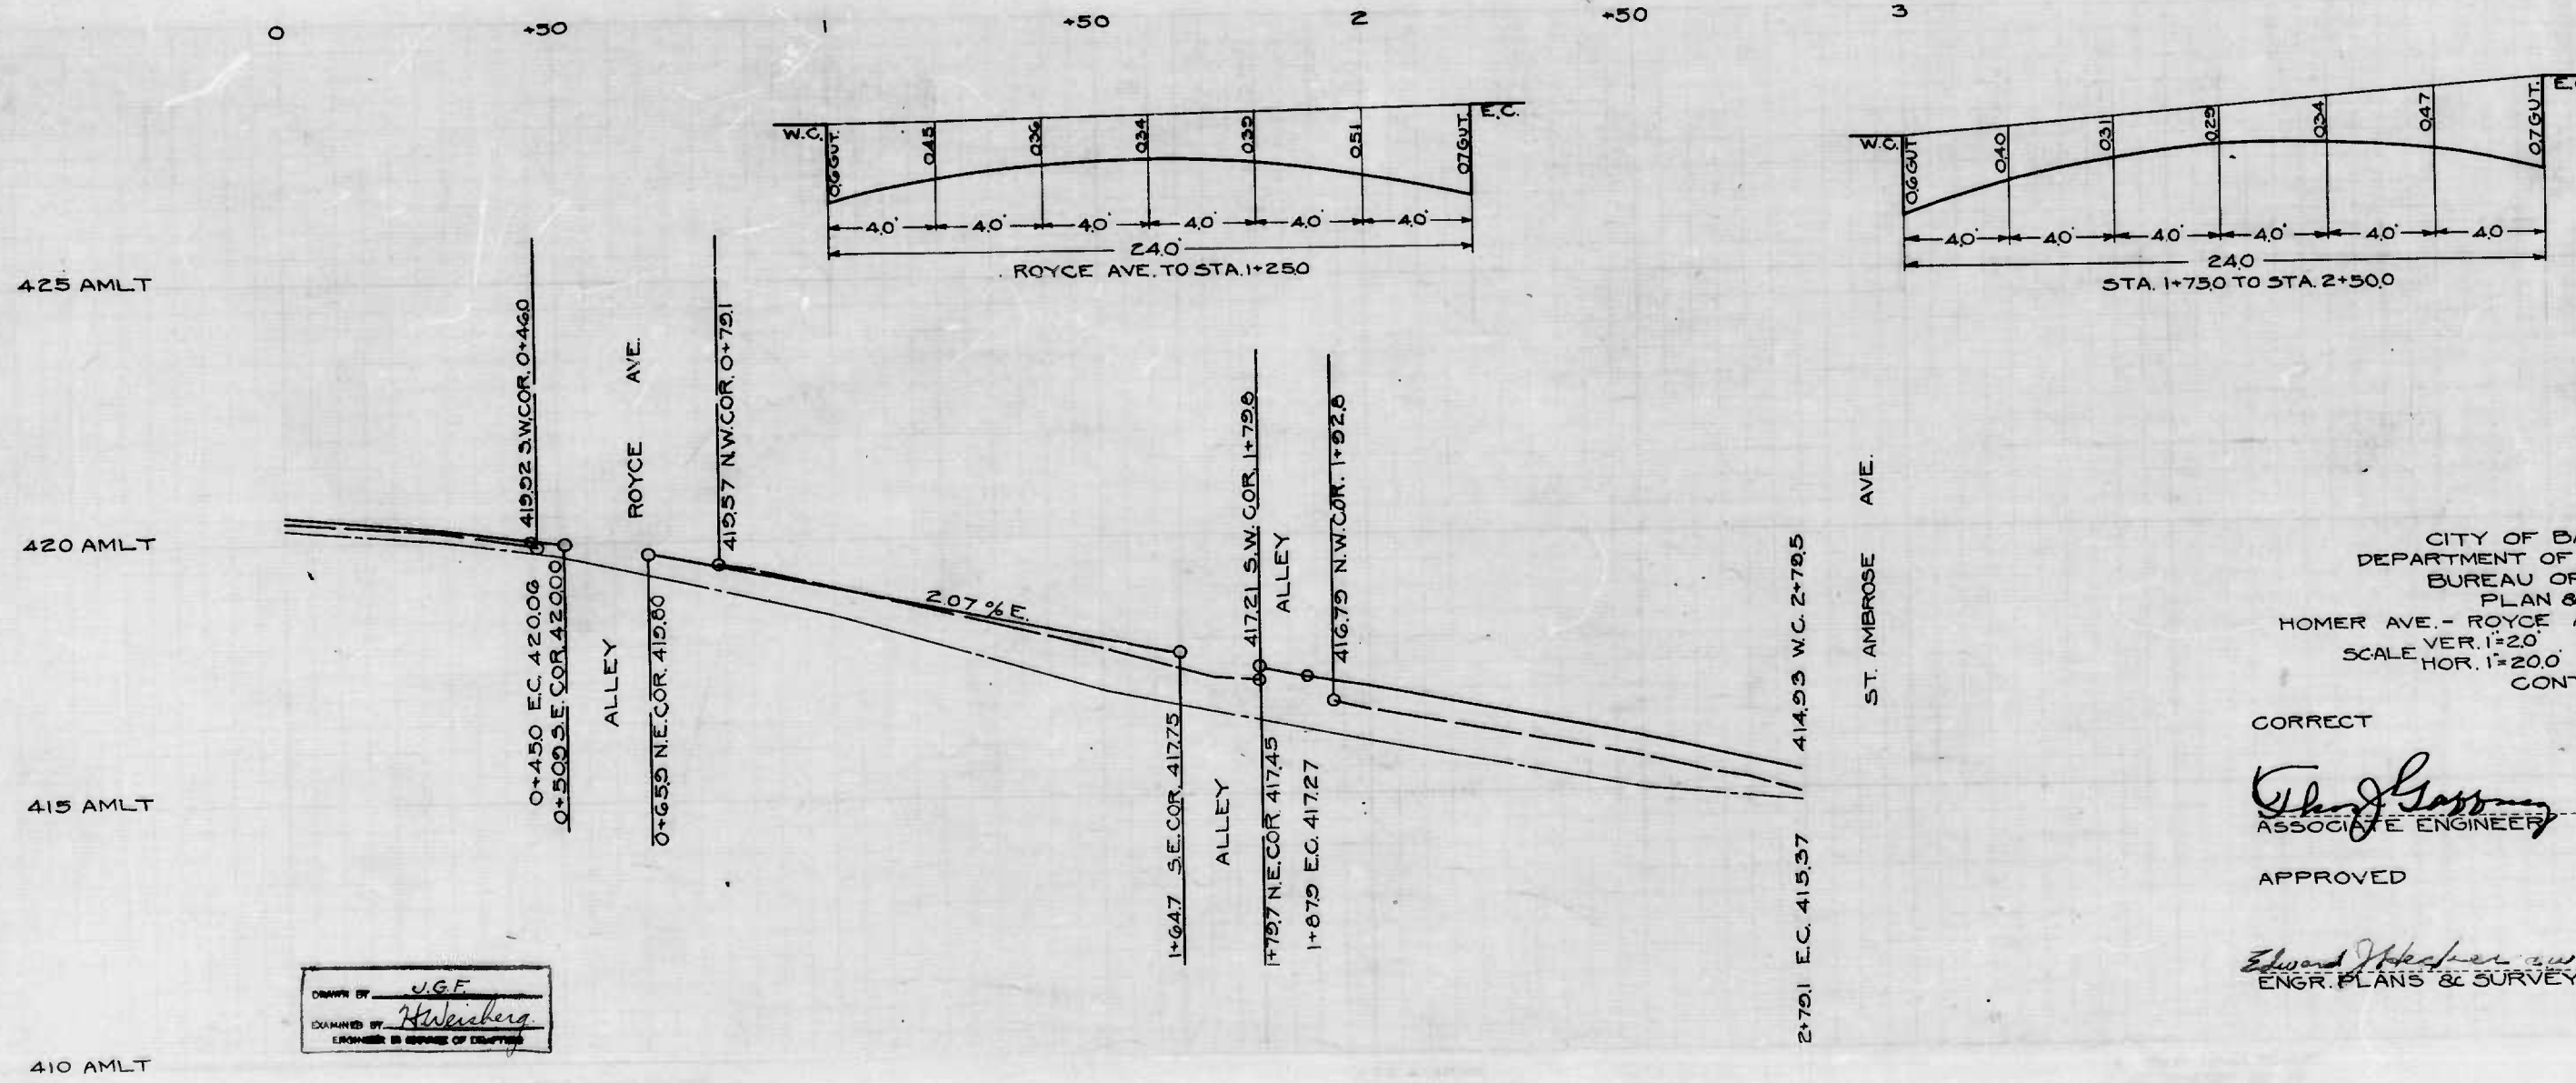 0 +50 1 +50 2 +50 3
W.C. 0.6 GUT. 0.45 0.36 0.34 0.39 0.51 0.7 GUT. E.C.
4.0' 4.0' 4.0' 4.0' 4.0' 4.0'
24.0'
ROYCE AVE. TO STA. 1+25.0
W.C. 0.6 GUT 0.40 0.31 0.29 0.34 0.47 0.7 GUT. E.
4.0' 4.0' 4.0' 4.0' 4.0' 4.0
24.0
STA. 1+75.0 TO STA. 2+50.0
425 AMLT
420 AMLT
415 AMLT
410 AMLT
419.92 S.W.COR. 0+46.0
0+45.0 E.C. 420.06
0+50.9 S.E. COR. 420.00
ALLEY
ROYCE AVE.
0+65.9 N.E.COR. 419.80
419.57 N.W.COR. 0+79.1
2.07 % E.
1+64.7 S.E.COR. 417.75
ALLEY
417.21 S.W. COR. 1+79.8
1+79.7 N.E.COR. 417.45
ALLEY
1+87.9 E.C. 417.27
416.79 N.W.COR. 1+92.8
414.93 W.C. 2+79.5
2+79.1 E.C. 415.37
ST. AMBROSE AVE.
CITY OF BA
DEPARTMENT OF
BUREAU OF
PLAN &
HOMER AVE. - ROYCE A
SCALE VER. 1"=2.0'
HOR. 1"=20.0'
CONT
CORRECT
ASSOCIATE ENGINEER
APPROVED
ENGR. PLANS & SURVEY
DRAWN BY J.G.F.
EXAMINED BY H Weisberg
ENGINEER IN CHARGE OF DRAFTING